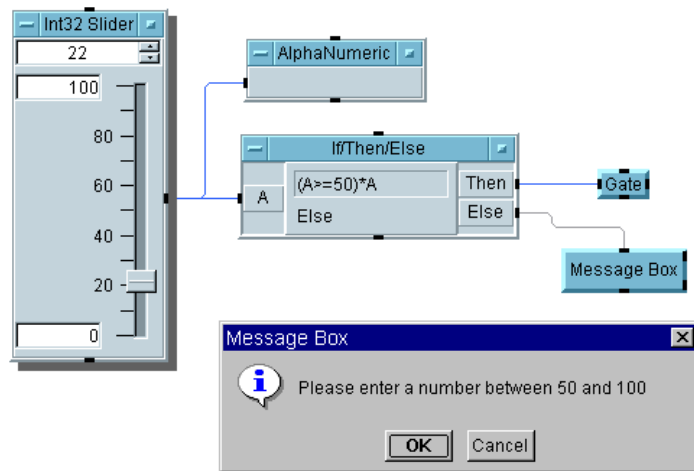 Int32 Slider
22
100
80
60
40
20
0
AlphaNumeric
If/Then/Else
A
(A>=50)*A
Else
Then
Else
Gate
Message Box
Message Box
Please enter a number between 50 and 100
OK
Cancel